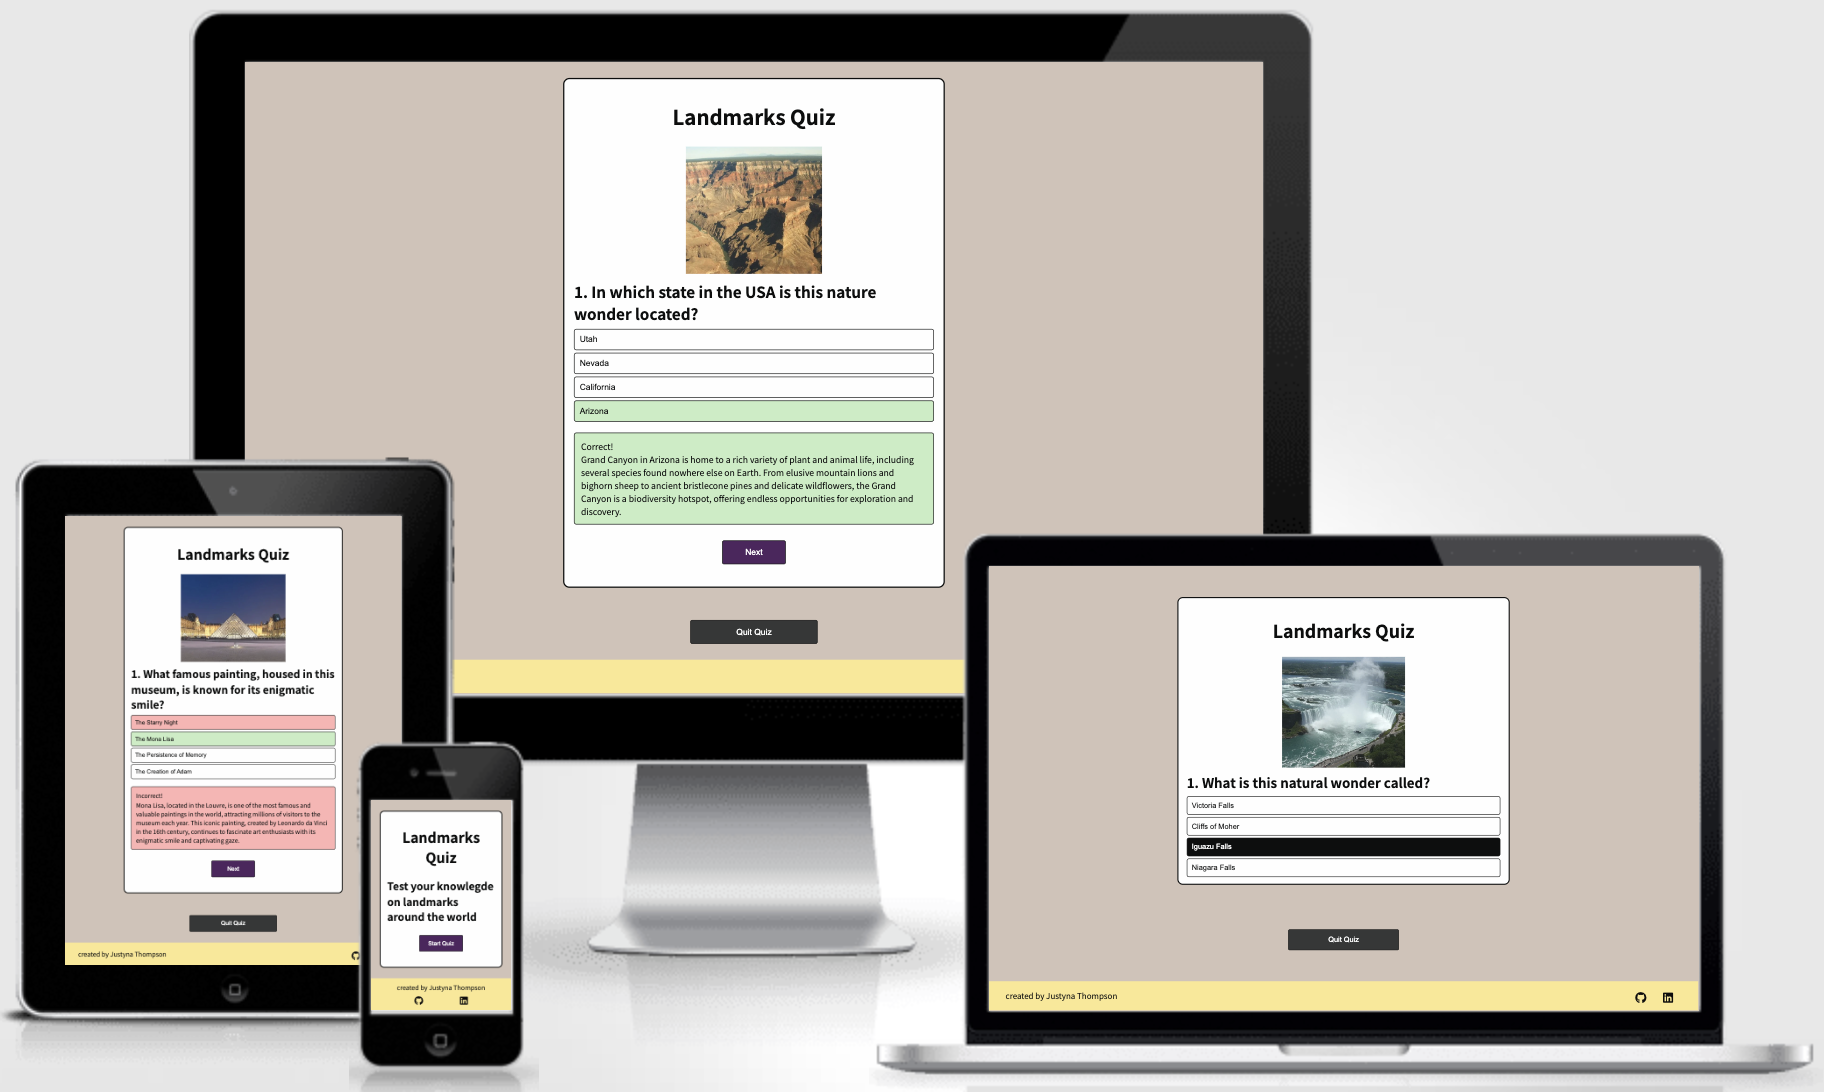 Landmarks Quiz
1. In which state in the USA is this nature
wonder located?
Utah
Nevada
California
Arizona
Correct!
Grand Canyon in Arizona is home to a rich variety of plant and animal life, including
several species found nowhere else on Earth. From elusive mountain lions and
bighorn sheep to ancient bristlecone pines and delicate wildflowers, the Grand
Canyon is a biodiversity hotspot, offering endless opportunities for exploration and
discovery.
Next
Quit Quiz
Landmarks Quiz
1. What famous painting, housed in this
museum, is known for its enigmatic
smile?
The Starry Night
The Mona Lisa
The Persistence of Memory
The Creation of Adam
Incorrect!
Mona Lisa, located in the Louvre, is one of the most famous and
valuable paintings in the world, attracting millions of visitors to the
museum each year. This iconic painting, created by Leonardo da Vinci
in the 16th century, continues to fascinate art enthusiasts with its
enigmatic smile and captivating gaze.
Next
Quit Quiz
created by Justyna Thompson
Landmarks
Quiz
Test your knowlegde
on landmarks
around the world
Start Quiz
created by Justyna Thompson
Landmarks Quiz
1. What is this natural wonder called?
Victoria Falls
Cliffs of Moher
Iguazu Falls
Niagara Falls
Quit Quiz
created by Justyna Thompson